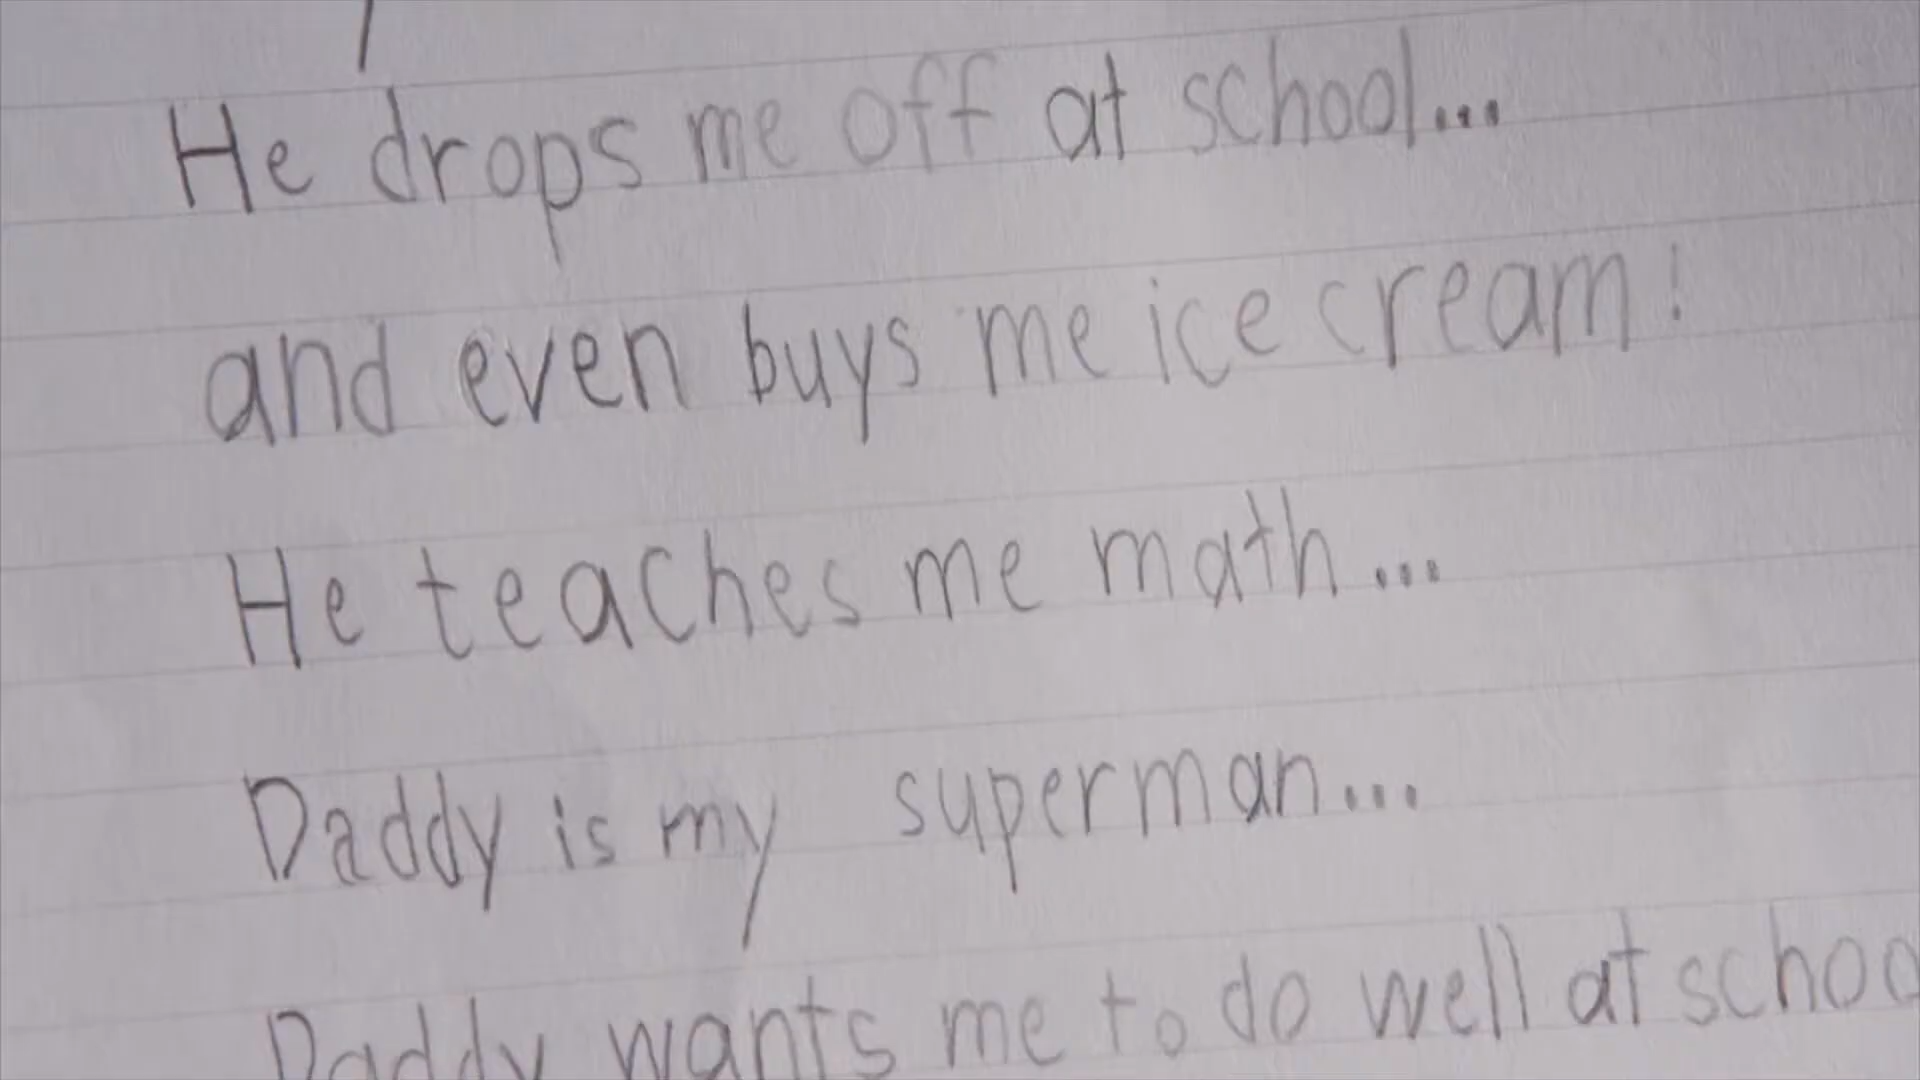 He drops me off at school...
and even buys me ice cream!
He teaches me math...
Daddy is my superman...
Daddy wants me to do well at schoo